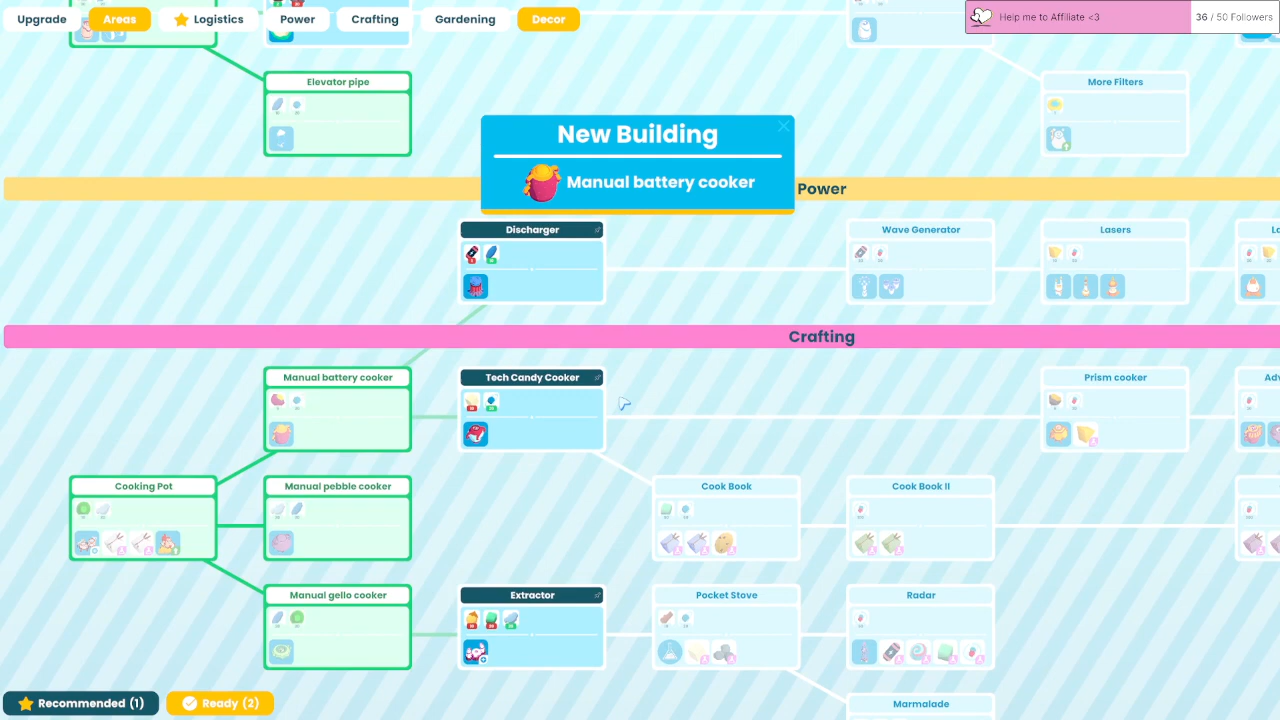 Upgrade
Areas
Logistics
Power
Crafting
Gardening
Decor
Help me to Affiliate <3
36 / 50 Followers
Elevator pipe
More Filters
New Building
Manual battery cooker
Power
Discharger
Wave Generator
Lasers
Crafting
Manual battery cooker
Tech Candy Cooker
Prism cooker
Cooking Pot
Manual pebble cooker
Cook Book
Cook Book II
Manual gello cooker
Extractor
Pocket Stove
Radar
Recommended (1)
Ready (2)
Marmalade